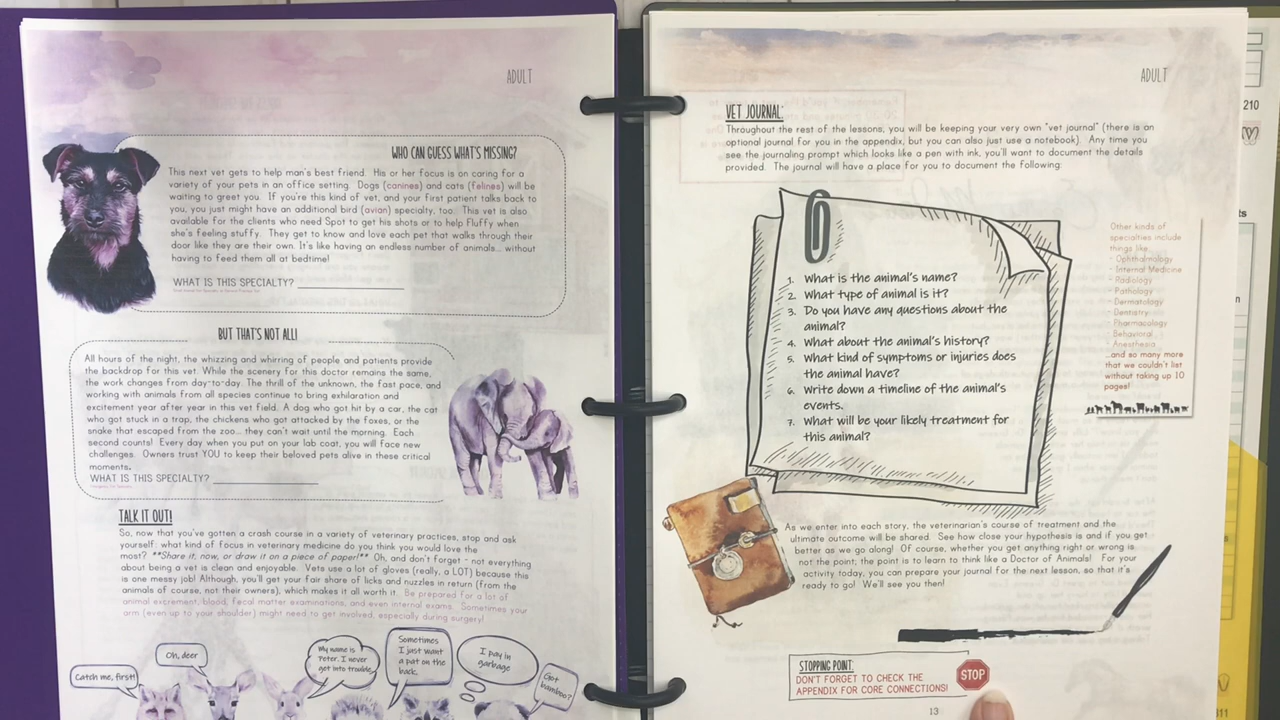 ADULT
WHO CAN GUESS WHAT'S MISSING?
This next vet gets to help man's best friend. His or her focus is on caring for a
variety of your pets in an office setting. Dogs (canines) and cats (felines) will be
waiting to greet you. If you're this kind of vet, and your first patient talks back to
you, you just might have an additional bird (avian) specialty, too. This vet is also
available for the clients who need Spot to get his shots or to help Fluffy when
she's feeling stuffy. They get to know and love each pet that walks through their
door like they are their own. It's like having an endless number of animals... without
having to feed them all at bedtime!
WHAT IS THIS SPECIALTY?
BUT THAT'S NOT ALL!
All hours of the night, the whizzing and whirring of people and patients provide
the backdrop for this vet. While the scenery for this doctor remains the same,
the work changes from day-to-day. The thrill of the unknown, the fast pace, and
working with animals from all species continue to bring exhilaration and
excitement year after year in this vet field. A dog who got hit by a car, the cat
who got stuck in a trap, the chickens who got attacked by the foxes, or the
snake that escaped from the zoo... they can't wait until the morning. Each
second counts! Every day when you put on your lab coat, you will face new
challenges. Owners trust YOU to keep their beloved pets alive in these critical
moments.
WHAT IS THIS SPECIALTY?
TALK IT OUT!
So, now that you've gotten a crash course in a variety of veterinary practices, stop and ask
yourself: what kind of focus in veterinary medicine do you think you would love the
most? **Share it, now, or draw it on a piece of paper!** Oh, and don't forget - not everything
about being a vet is clean and enjoyable. Vets use a lot of gloves (really, a LOT) because this
is one messy job! Although, you'll get your fair share of licks and nuzzles in return (from the
animals of course, not their owners), which makes it all worth it. Be prepared for a lot of
animal excrement, blood, fecal matter examinations, and even internal exams. Sometimes your
arm (even up to your shoulder) might need to get involved, especially during surgery!
Catch me, first!
Oh, deer
My name is
Peter. I never
get into trouble.
Sometimes
I just want
a pat on the
back.
I pay in
garbage
Got
bamboo?
ADULT
VET JOURNAL:
Throughout the rest of the lessons, you will be keeping your very own "vet journal" (there is an
optional journal for you in the appendix, but you can also just use a notebook). Any time you
see the journaling prompt which looks like a pen with ink, you'll want to document the details
provided. The journal will have a place for you to document the following:
1. What is the animal's name?
2. What type of animal is it?
3. Do you have any questions about the
animal?
4. What about the animal's history?
5. What kind of symptoms or injuries does
the animal have?
6. Write down a timeline of the animal's
events.
7. What will be your likely treatment for
this animal?
Other kinds of
specialties include
things like...
- Ophthalmology
- Internal Medicine
- Radiology
- Pathology
- Dermatology
- Dentistry
- Pharmacology
- Behavioral
- Anesthesia
...and so many more
that we couldn't list
without taking up 10
pages!
As we enter into each story, the veterinarian's course of treatment and the
ultimate outcome will be shared. See how close your hypothesis is and if you get
better as we go along! Of course, whether you get anything right or wrong is
not the point; the point is to learn to think like a Doctor of Animals! For your
activity today, you can prepare your journal for the next lesson, so that it's
ready to go! We'll see you then!
STOPPING POINT:
DON'T FORGET TO CHECK THE
APPENDIX FOR CORE CONNECTIONS!
STOP
13
210